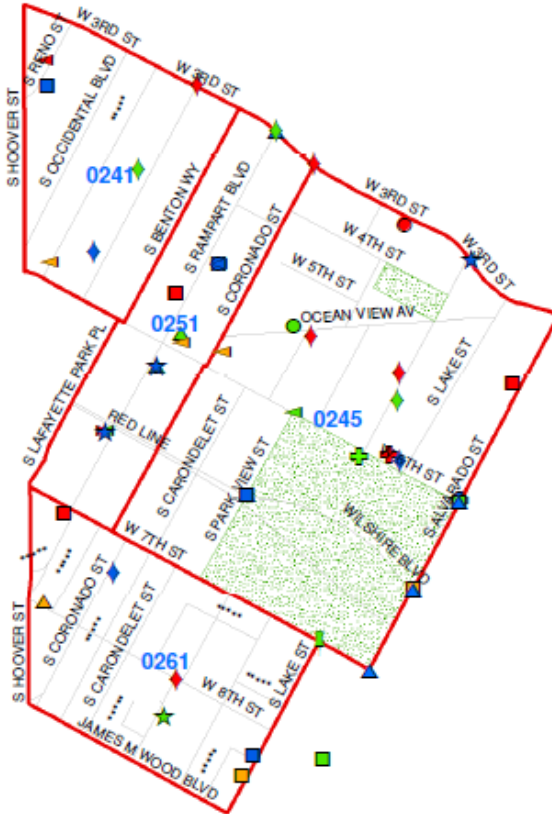 W 3RD ST
S RENO ST
W 3RD ST
W 3RD ST
S OCCIDENTAL BLVD
S HOOVER ST
0241
S BENTON WY
S RAMPART BLVD
S CORONADO ST
W 3RD ST
W 4TH ST
W 3RD ST
W 5TH ST
OCEAN VIEW AV
0251
S LAFAYETTE PARK PL
S LAKE ST
RED LINE
S CARONDELET ST
0245
S PARK VIEW ST
6TH ST
S ALVARADO ST
WILSHIRE BLVD
W 7TH ST
S CORONADO ST
S HOOVER ST
S CARONDELET ST
0261
W 8TH ST
S LAKE ST
JAMES M WOOD BLVD